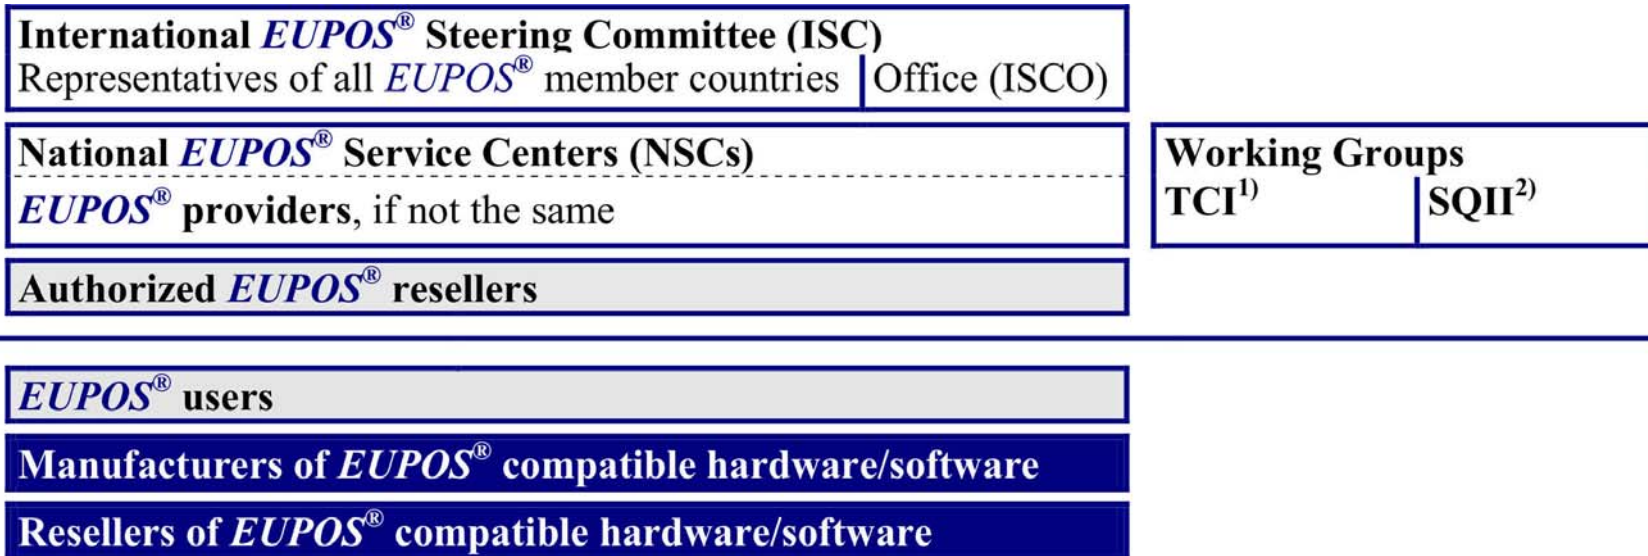 International EUPOS® Steering Committee (ISC)
Representatives of all EUPOS® member countries Office (ISCO)
National EUPOS® Service Centers (NSCs)
EUPOS® providers, if not the same
Working Groups
TCI1) SQII2)
Authorized EUPOS® resellers
EUPOS® users
Manufacturers of EUPOS® compatible hardware/software
Resellers of EUPOS® compatible hardware/software